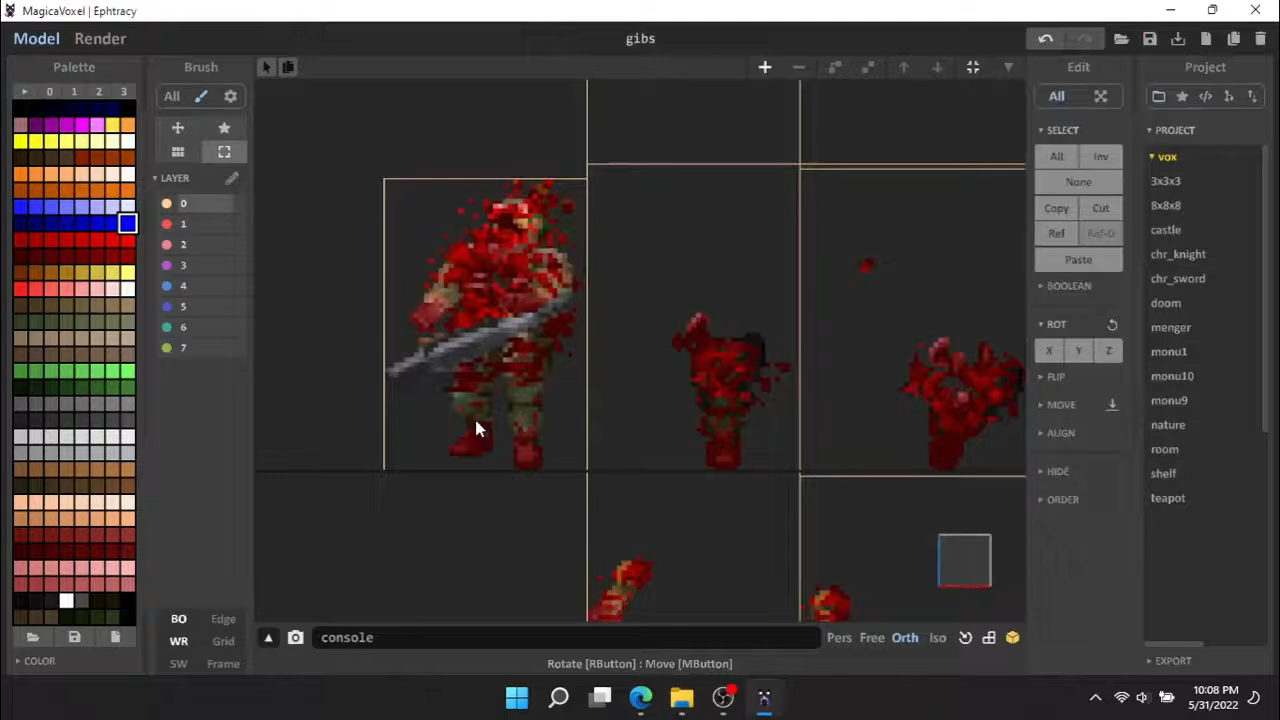 MagicaVoxel | Ephtracy
Model Render
gibs
Palette
Brush
Edit
Project
0 1 2 3
All
All
SELECT
All Inv
None
Copy Cut
Ref Ref-D
Paste
BOOLEAN
ROT
X Y Z
FLIP
MOVE
ALIGN
HIDE
ORDER
LAYER
0
1
2
3
4
5
6
7
BO Edge
WR Grid
SW Frame
PROJECT
vox
3x3x3
8x8x8
castle
chr_knight
chr_sword
doom
menger
monu1
monu10
monu9
nature
room
shelf
teapot
EXPORT
COLOR
console
Pers Free Orth Iso
Rotate [RButton] : Move [MButton]
10:08 PM
5/31/2022